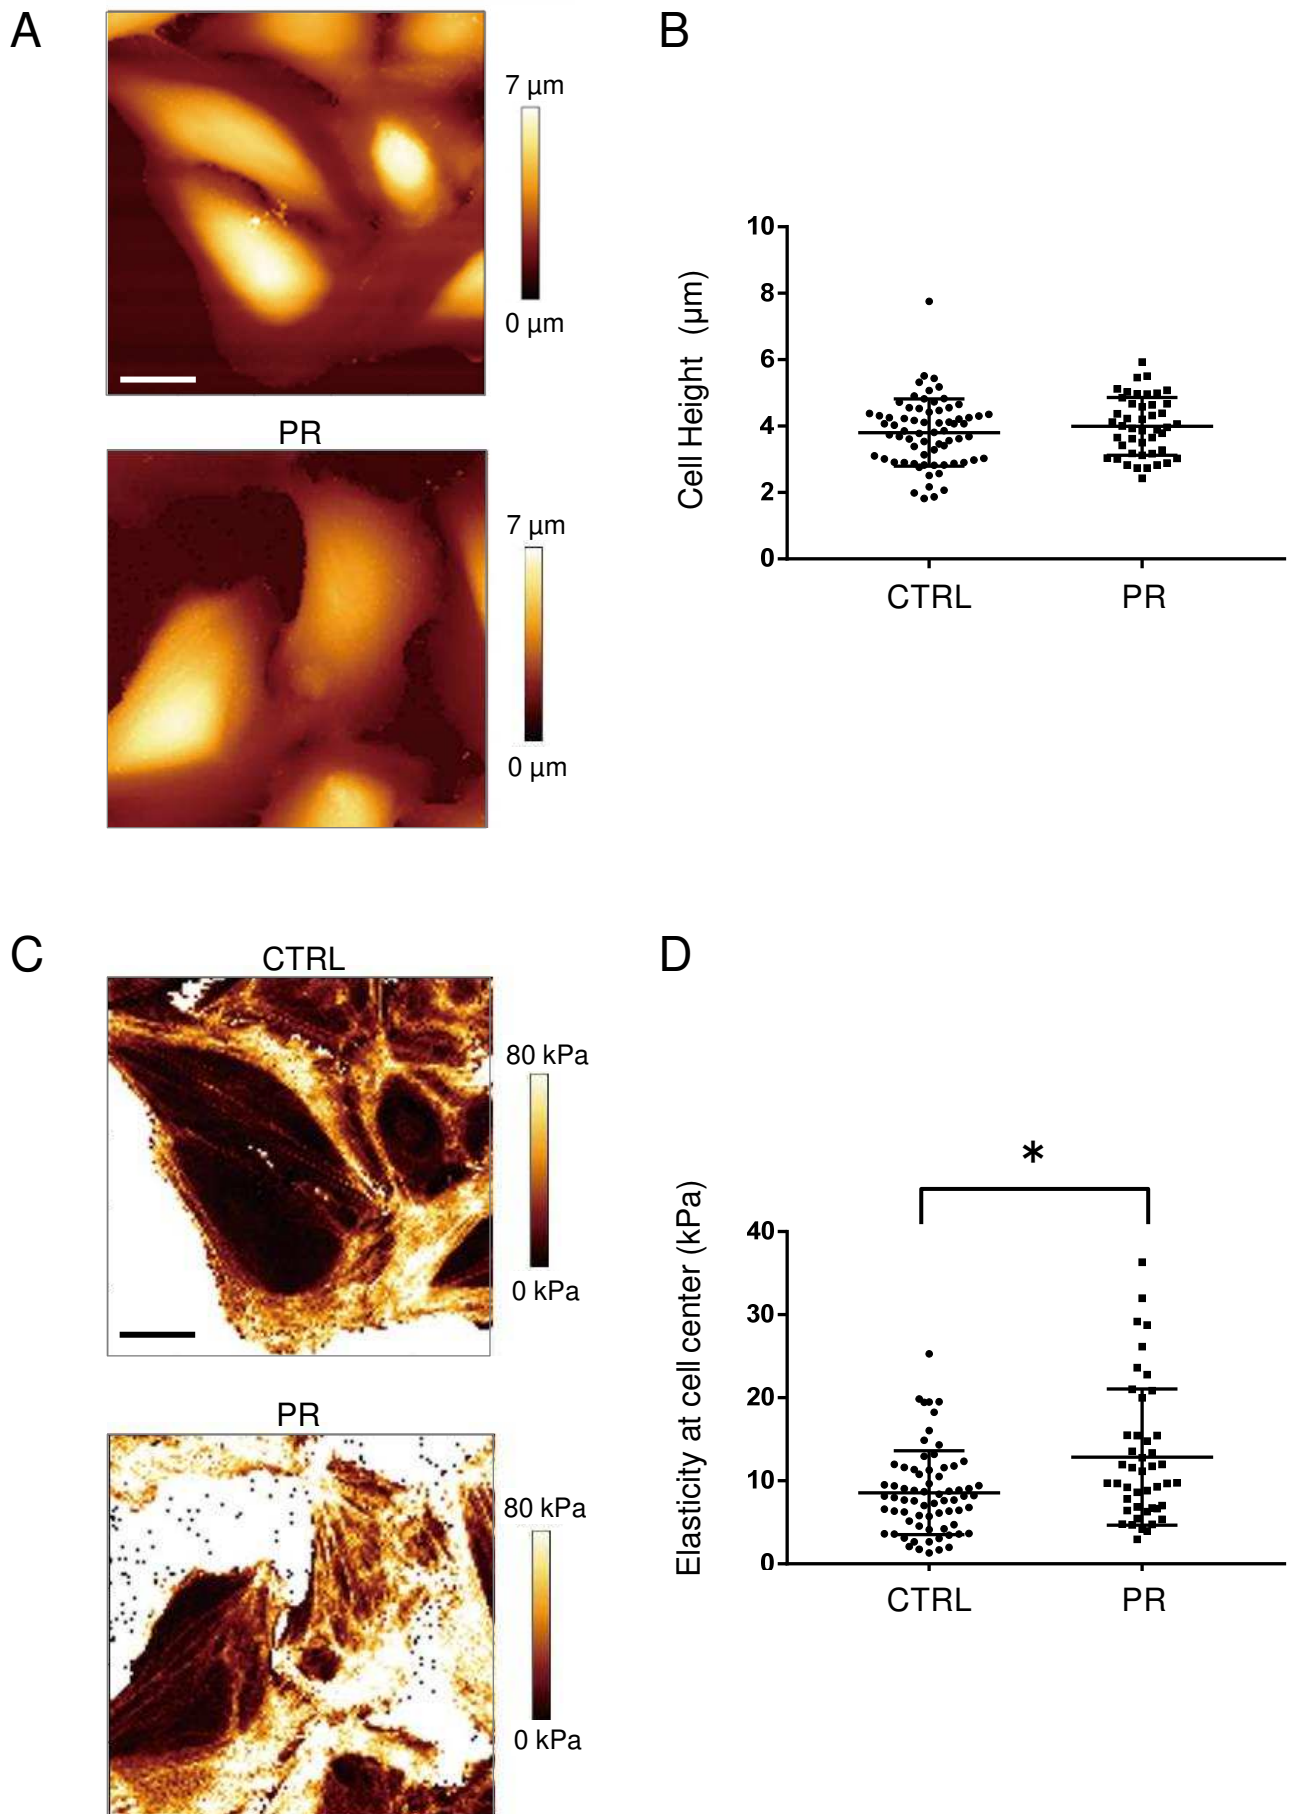 A
7 µm
0 µm
PR
7 µm
0 µm
B
Cell Height (µm)
10
8
6
4
2
0
CTRL
PR
C
CTRL
80 kPa
0 kPa
PR
80 kPa
0 kPa
D
*
Elasticity at cell center (kPa)
40
30
20
10
0
CTRL
PR